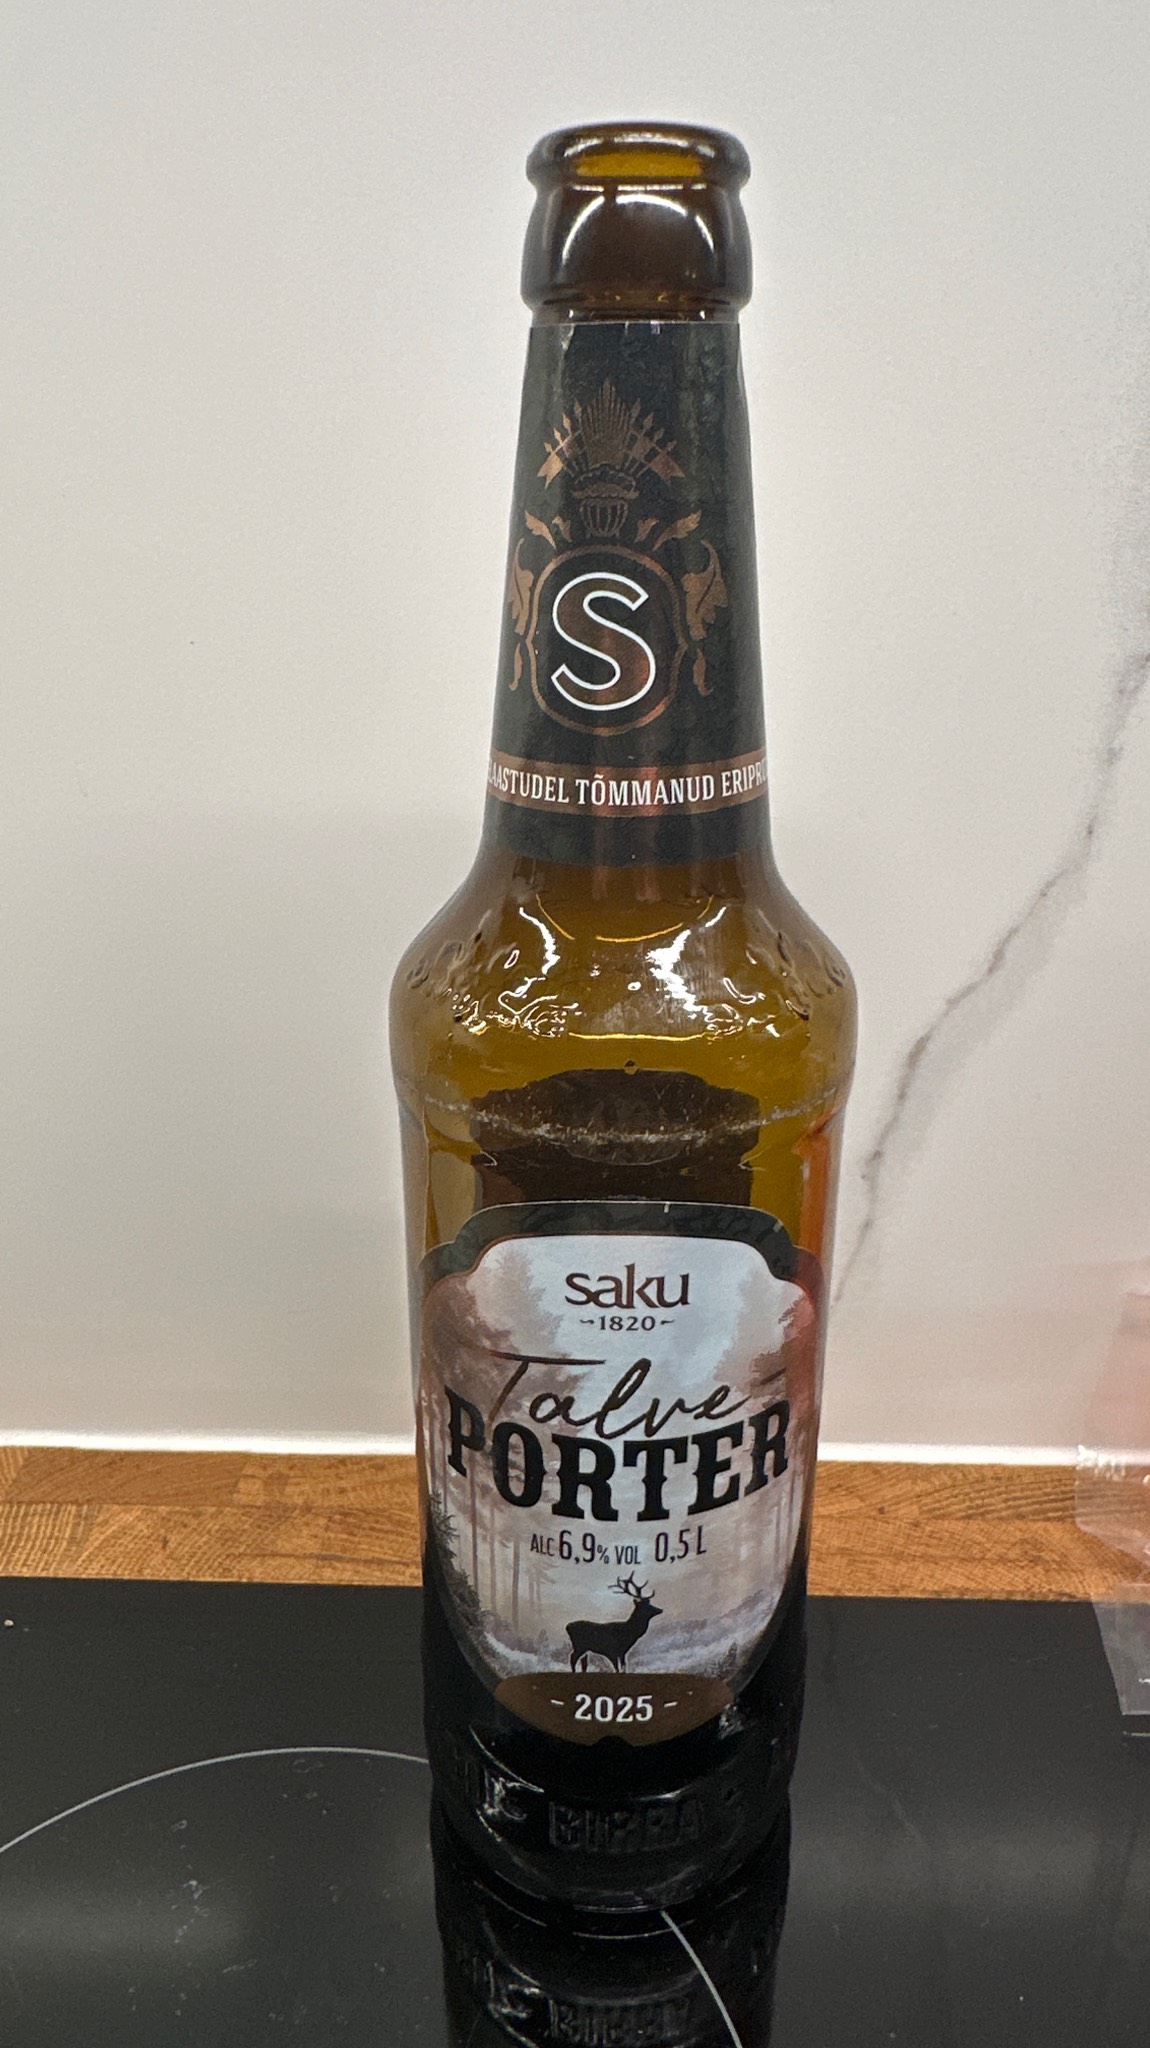 S
TÕMMANUD
saku
~1820~
Talve-
PORTER
ALC 6,9% VOL 0,5 L
- 2025 -